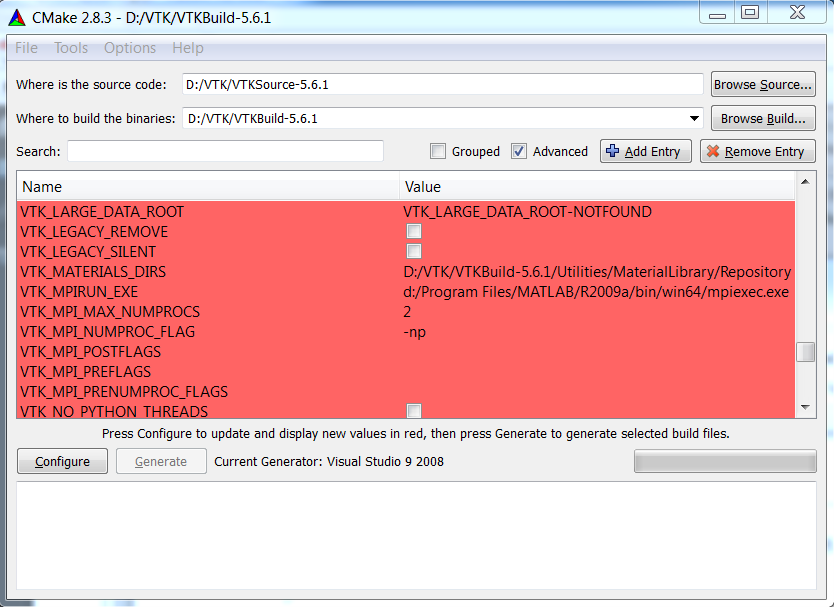 CMake 2.8.3 - D:/VTK/VTKBuild-5.6.1
File Tools Options Help
Where is the source code: D:/VTK/VTKSource-5.6.1 Browse Source...
Where to build the binaries: D:/VTK/VTKBuild-5.6.1 Browse Build...
Search: Grouped Advanced Add Entry Remove Entry
Name Value
VTK_LARGE_DATA_ROOT VTK_LARGE_DATA_ROOT-NOTFOUND
VTK_LEGACY_REMOVE
VTK_LEGACY_SILENT
VTK_MATERIALS_DIRS D:/VTK/VTKBuild-5.6.1/Utilities/MaterialLibrary/Repository
VTK_MPIRUN_EXE d:/Program Files/MATLAB/R2009a/bin/win64/mpiexec.exe
VTK_MPI_MAX_NUMPROCS 2
VTK_MPI_NUMPROC_FLAG -np
VTK_MPI_POSTFLAGS
VTK_MPI_PREFLAGS
VTK_MPI_PRENUMPROC_FLAGS
VTK_NO_PYTHON_THREADS
Press Configure to update and display new values in red, then press Generate to generate selected build files.
Configure Generate Current Generator: Visual Studio 9 2008